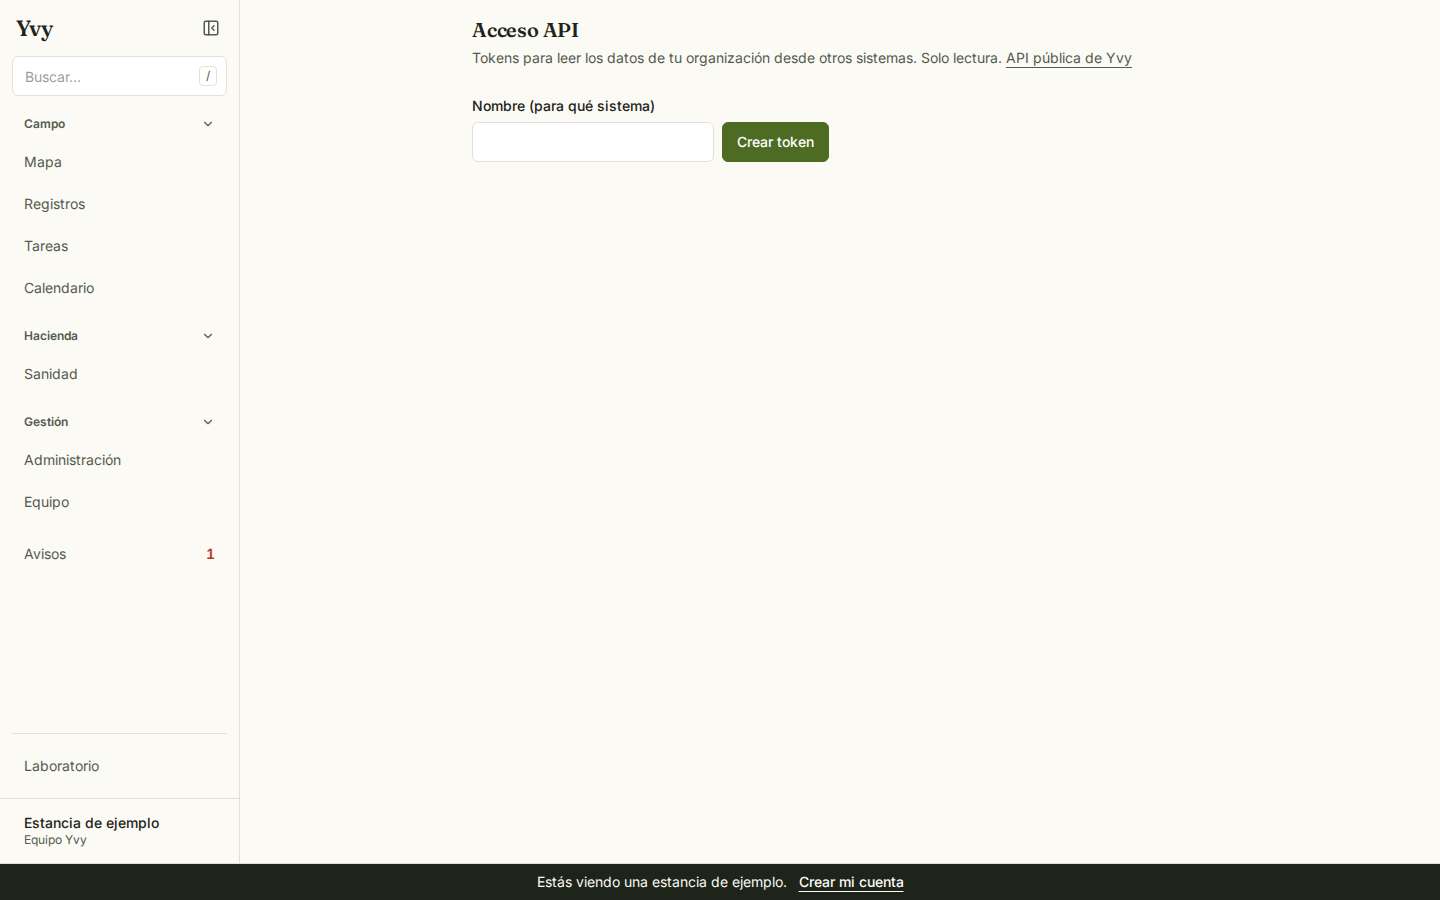 Yvy
Buscar...
/
Campo
Mapa
Registros
Tareas
Calendario
Hacienda
Sanidad
Gestión
Administración
Equipo
Avisos 1
Laboratorio
Estancia de ejemplo
Equipo Yvy
Acceso API
Tokens para leer los datos de tu organización desde otros sistemas. Solo lectura. API pública de Yvy
Nombre (para qué sistema)
Crear token
Estás viendo una estancia de ejemplo. Crear mi cuenta